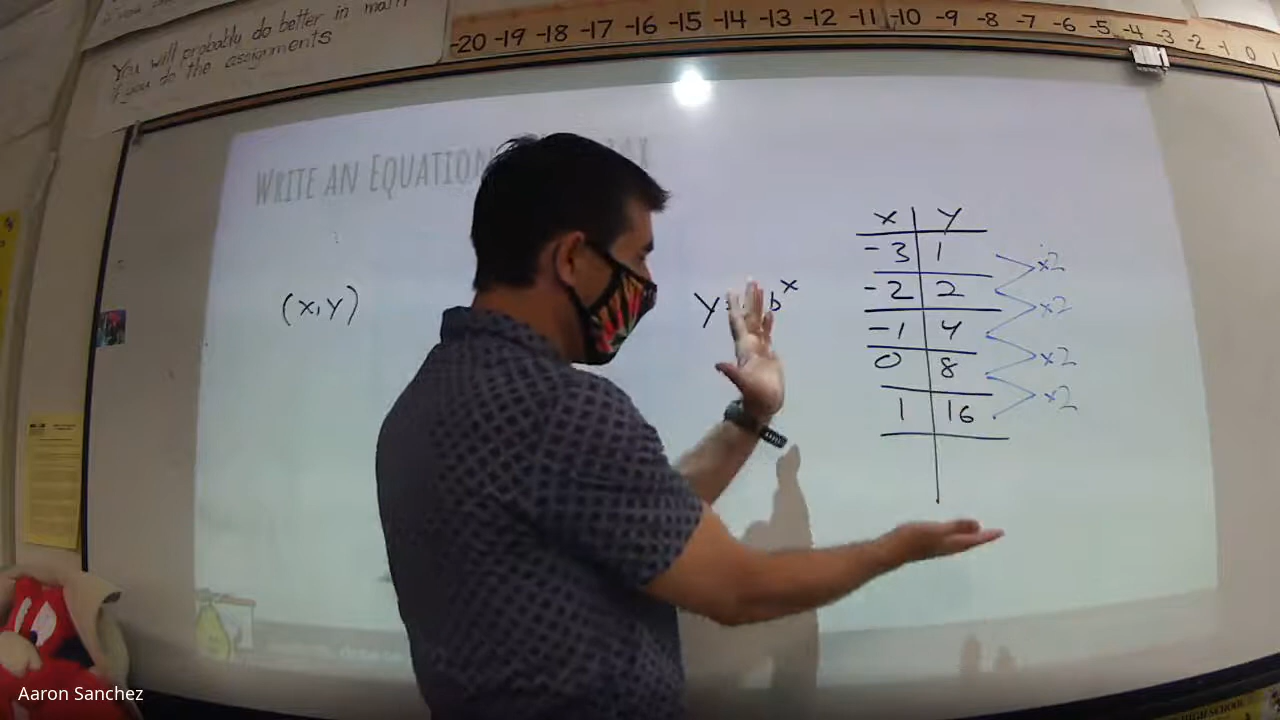 You will probably do better in math
if you do the assignments
-20 -19 -18 -17 -16 -15 -14 -13 -12 -11 -10 -9 -8 -7 -6 -5 -4 -3 -2 -1 0
WRITE AN EQUATION
(x,y)
y b^x
x y
-3 1
x2
-2 2
x2
-1 4
x2
0 8
x2
1 16
Aaron Sanchez
HIGH SCHOOL